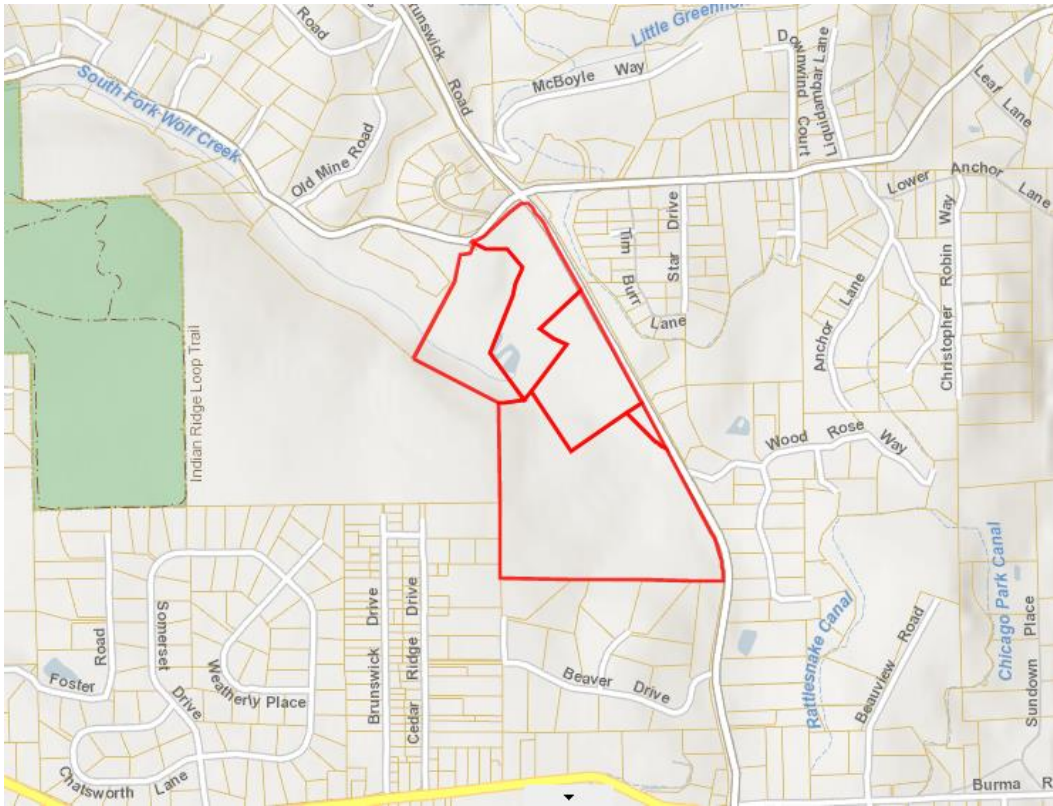 Brunswick Road
Little Greenhorn
McBoyle Way
Downwind Court
Liquipambar Lane
Leaf Lane
South Fork Wolf Creek
Old Mine Road
Lower Anchor Lane
Tim Burr Lane
Star Drive
Christopher Robin Way
Anchor Lane
Indian Ridge Loop Trail
Wood Rose Way
Chicago Park Canal
Rattlesnake Canal
Beauview Road
Sundown Place
Somerset Drive
Weatherly Place
Brunswick Drive
Cedar Ridge Drive
Beaver Drive
Foster Road
Chatsworth Lane
Burma R